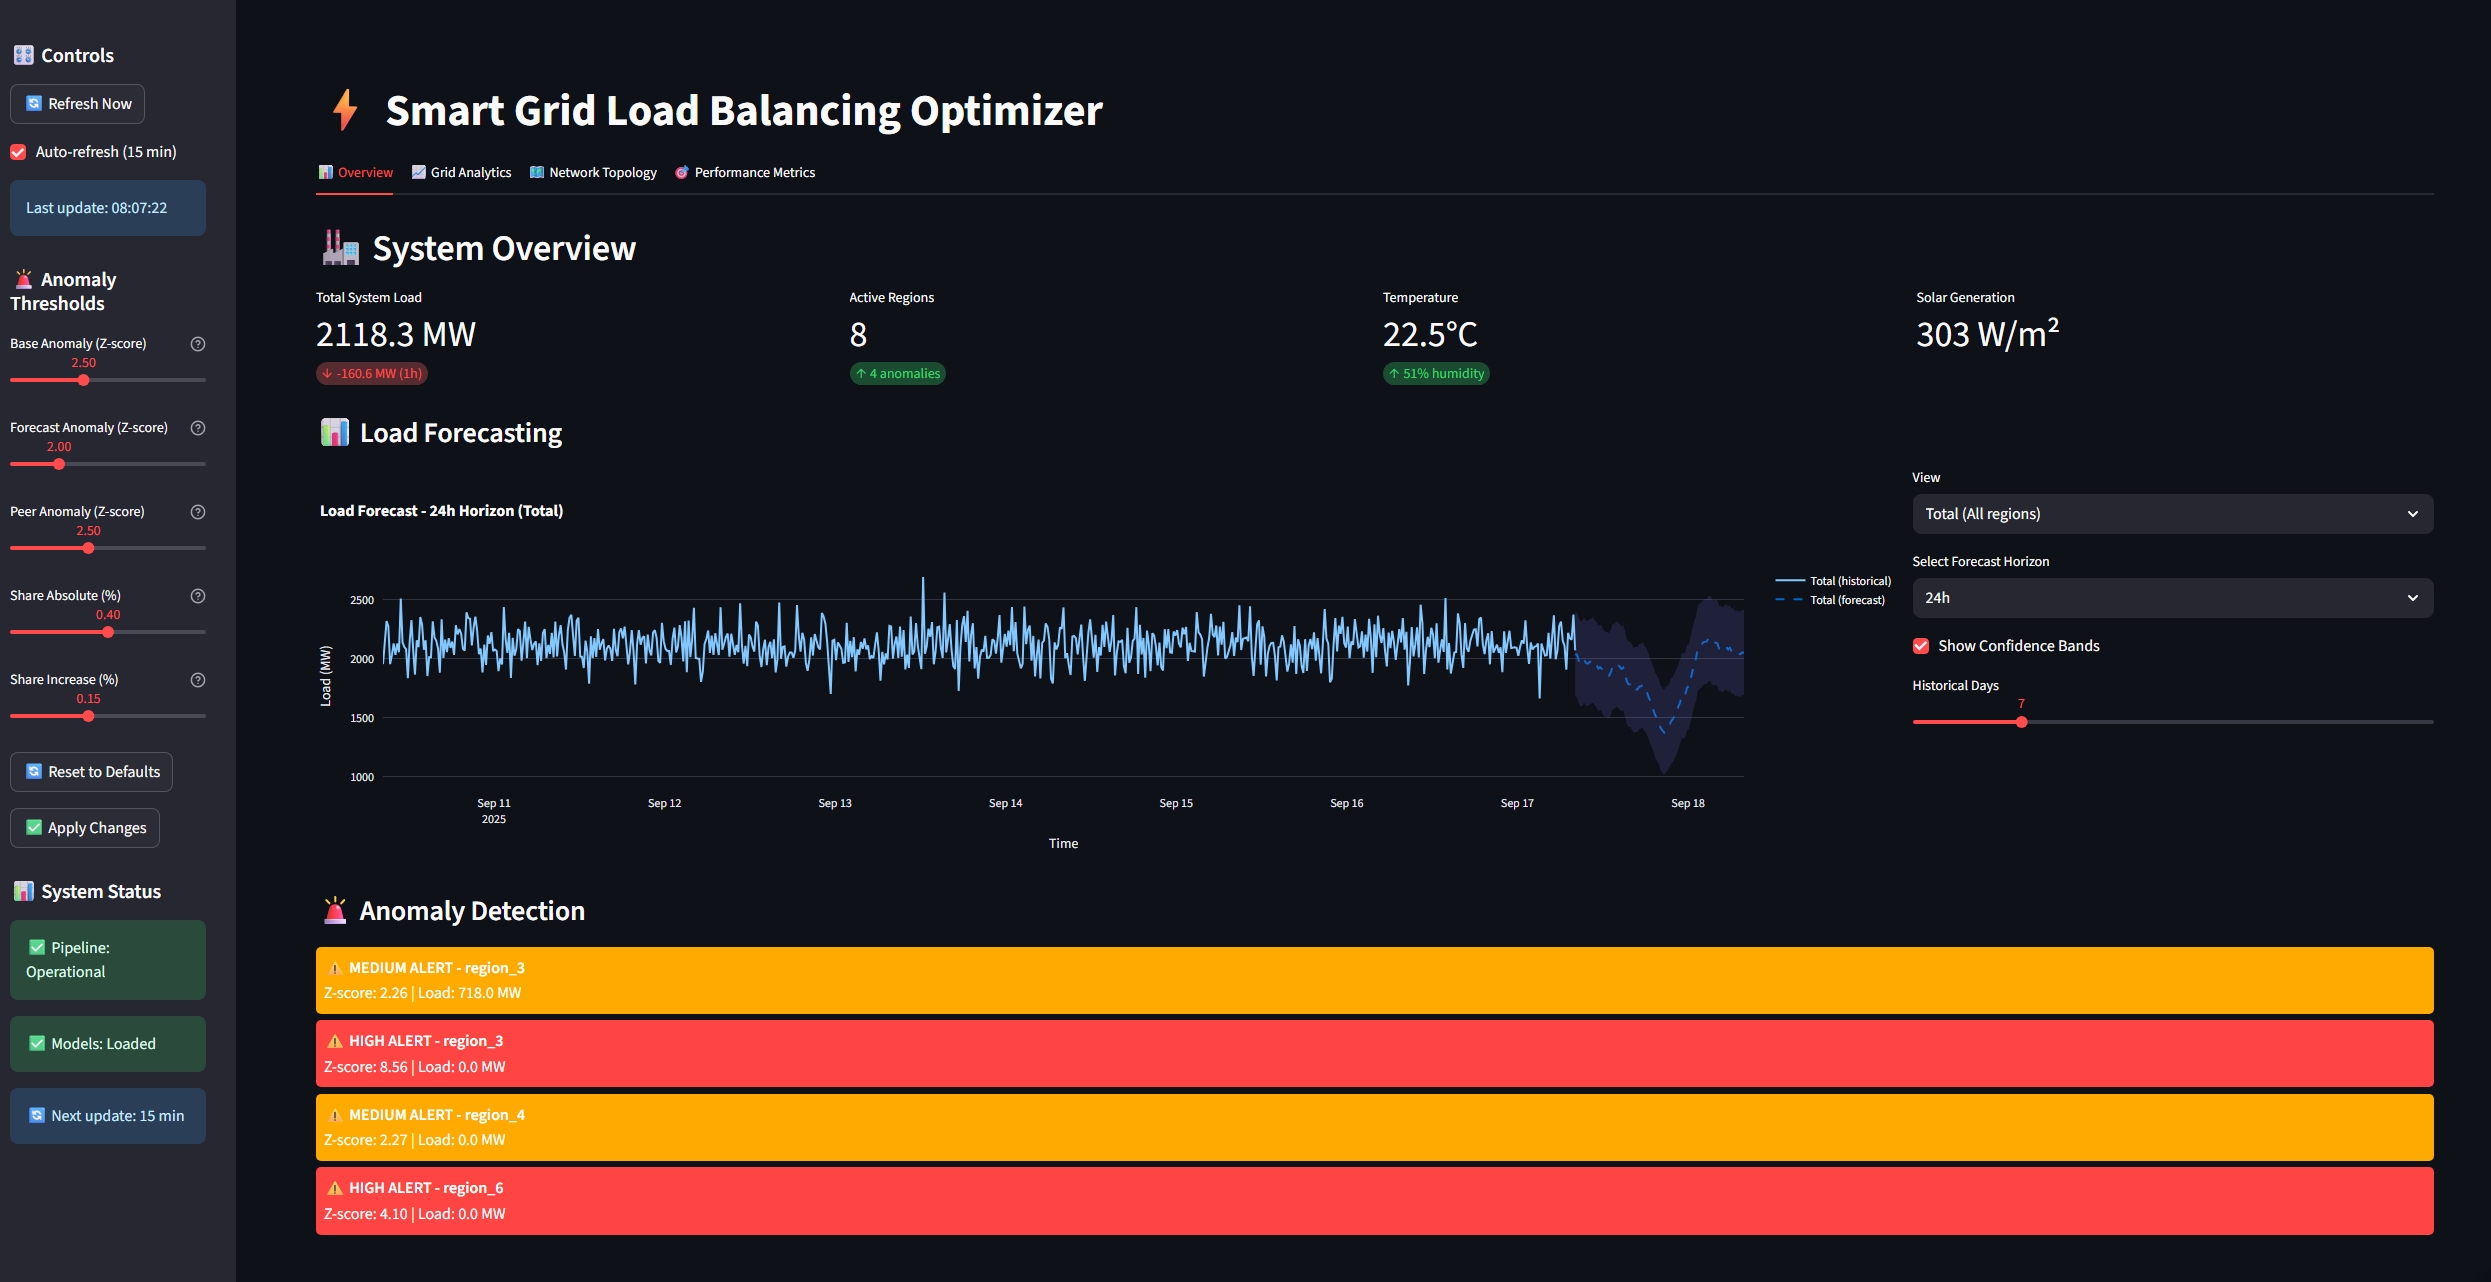 Controls
Refresh Now
Auto-refresh (15 min)
Last update: 08:07:22
Anomaly
Thresholds
Base Anomaly (Z-score)
2.50
Forecast Anomaly (Z-score)
2.00
Peer Anomaly (Z-score)
2.50
Share Absolute (%)
0.40
Share Increase (%)
0.15
Reset to Defaults
Apply Changes
System Status
Pipeline:
Operational
Models: Loaded
Next update: 15 min
Smart Grid Load Balancing Optimizer
Overview Grid Analytics Network Topology Performance Metrics
System Overview
Total System Load
2118.3 MW
↓ -160.6 MW (1h)
Active Regions
8
↑ 4 anomalies
Temperature
22.5°C
↑ 51% humidity
Solar Generation
303 W/m²
Load Forecasting
Load Forecast - 24h Horizon (Total)
2500
2000
1500
1000
Load (MW)
Sep 11 Sep 12 Sep 13 Sep 14 Sep 15 Sep 16 Sep 17 Sep 18
2025
Time
Total (historical)
Total (forecast)
View
Total (All regions)
Select Forecast Horizon
24h
Show Confidence Bands
Historical Days
7
Anomaly Detection
MEDIUM ALERT - region_3
Z-score: 2.26 | Load: 718.0 MW
HIGH ALERT - region_3
Z-score: 8.56 | Load: 0.0 MW
MEDIUM ALERT - region_4
Z-score: 2.27 | Load: 0.0 MW
HIGH ALERT - region_6
Z-score: 4.10 | Load: 0.0 MW